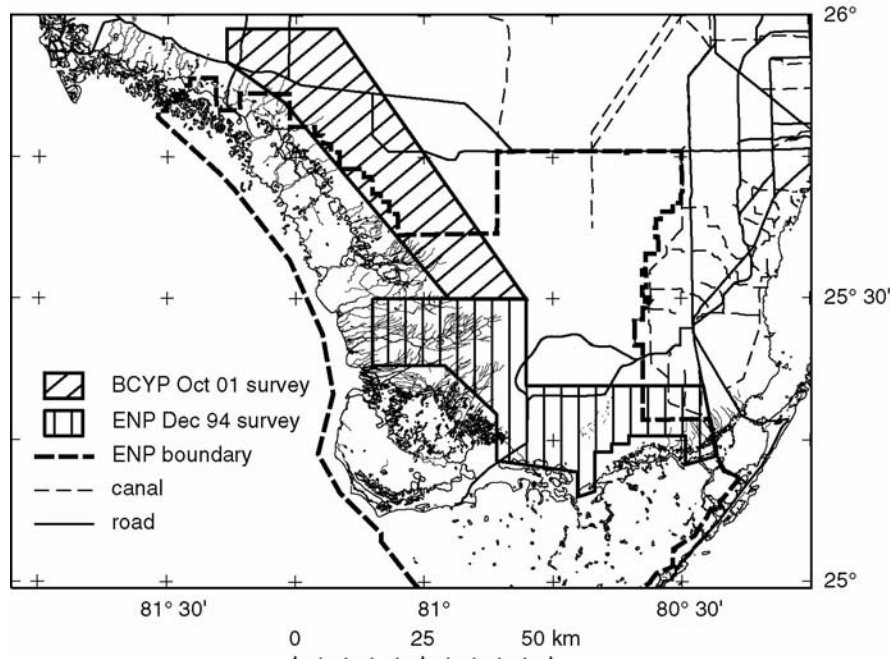 26°
25° 30'
BCYP Oct 01 survey
ENP Dec 94 survey
ENP boundary
canal
road
25°
81° 30' 81° 80° 30'
0 25 50 km